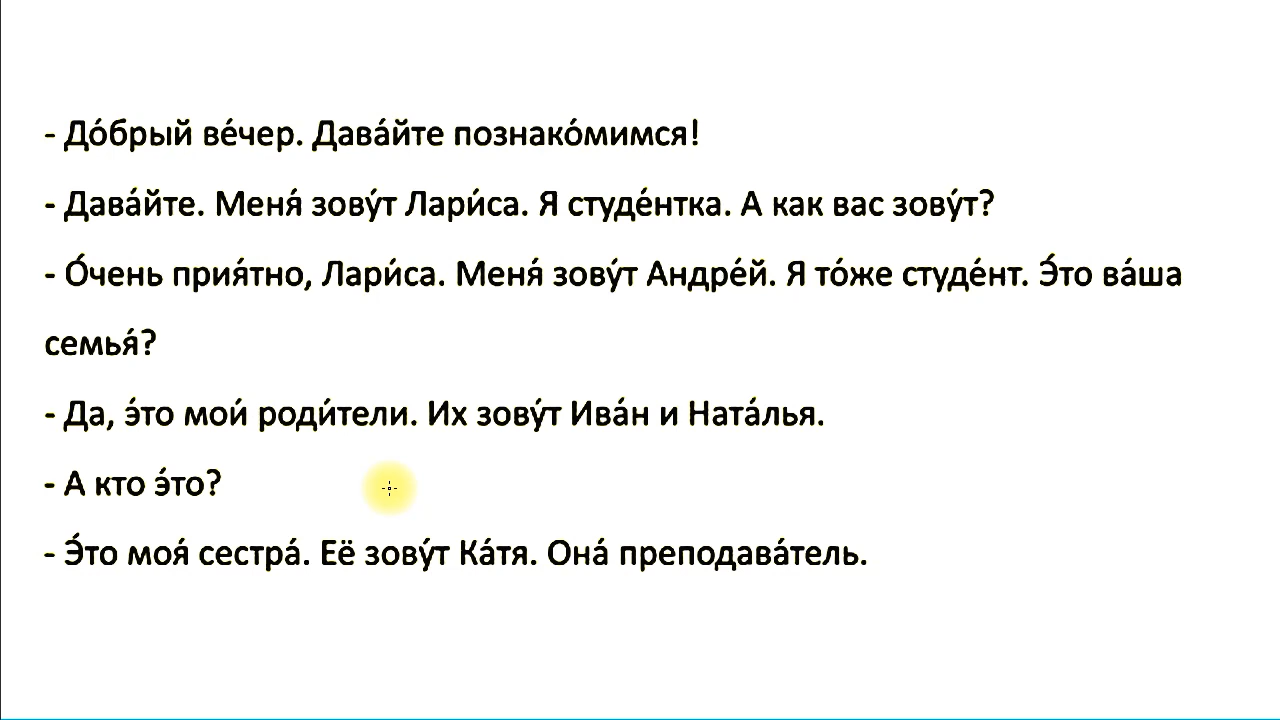 - До́брый ве́чер. Дава́йте познако́мимся!
- Дава́йте. Меня́ зову́т Лари́са. Я студе́нтка. А как вас зову́т?
- О́чень прия́тно, Лари́са. Меня́ зову́т Андре́й. Я то́же студе́нт. Э́то ва́ша
семья́?
- Да, э́то мои́ роди́тели. Их зову́т Ива́н и Ната́лья.
- А кто э́то?
- Э́то моя́ сестра́. Её зову́т Ка́тя. Она́ преподава́тель.